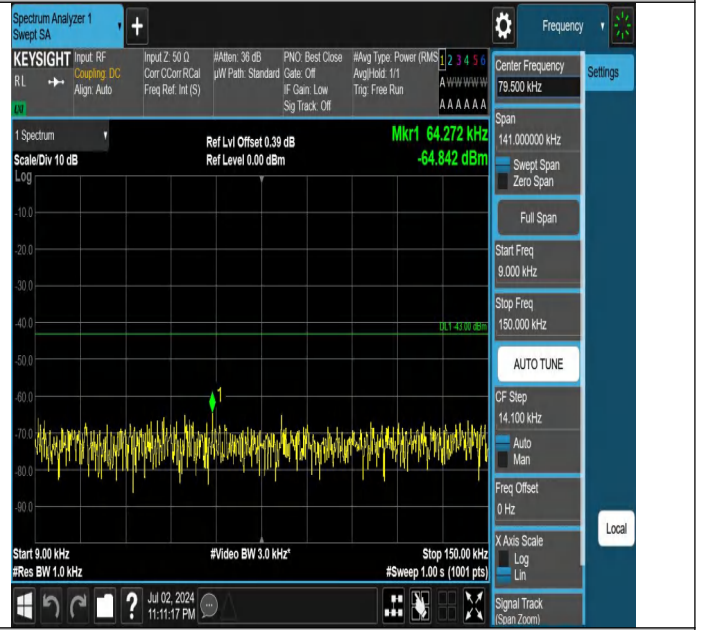 Spectrum Analyzer 1
Swept SA
+
Frequency
KEYSIGHT
RL
Input: RF
Coupling: DC
Align: Auto
Input Z: 50 Ω
Corr CCorr RCal
Freq Ref: Int (S)
#Atten: 36 dB
µW Path: Standard
PNO: Best Close
Gate: Off
IF Gain: Low
Sig Track: Off
#Avg Type: Power (RMS
Avg|Hold: 1/1
Trig: Free Run
1 2 3 4 5 6
A W W W W W
A A A A A A
1 Spectrum
Scale/Div 10 dB
Log
Ref Lvl Offset 0.39 dB
Ref Level 0.00 dBm
Mkr1 64.272 kHz
-64.842 dBm
-10.0
-20.0
-30.0
-40.0
DL1 -43.00 dBm
-50.0
-60.0
1
-70.0
-80.0
-90.0
Start 9.00 kHz
#Video BW 3.0 kHz*
Stop 150.00 kHz
#Res BW 1.0 kHz
#Sweep 1.00 s (1001 pts)
?
Jul 02, 2024
11:11:17 PM
Center Frequency
79.500 kHz
Settings
Span
141.000000 kHz
Swept Span
Zero Span
Full Span
Start Freq
9.000 kHz
Stop Freq
150.000 kHz
AUTO TUNE
CF Step
14.100 kHz
Auto
Man
Freq Offset
0 Hz
Local
X Axis Scale
Log
Lin
Signal Track
(Span Zoom)